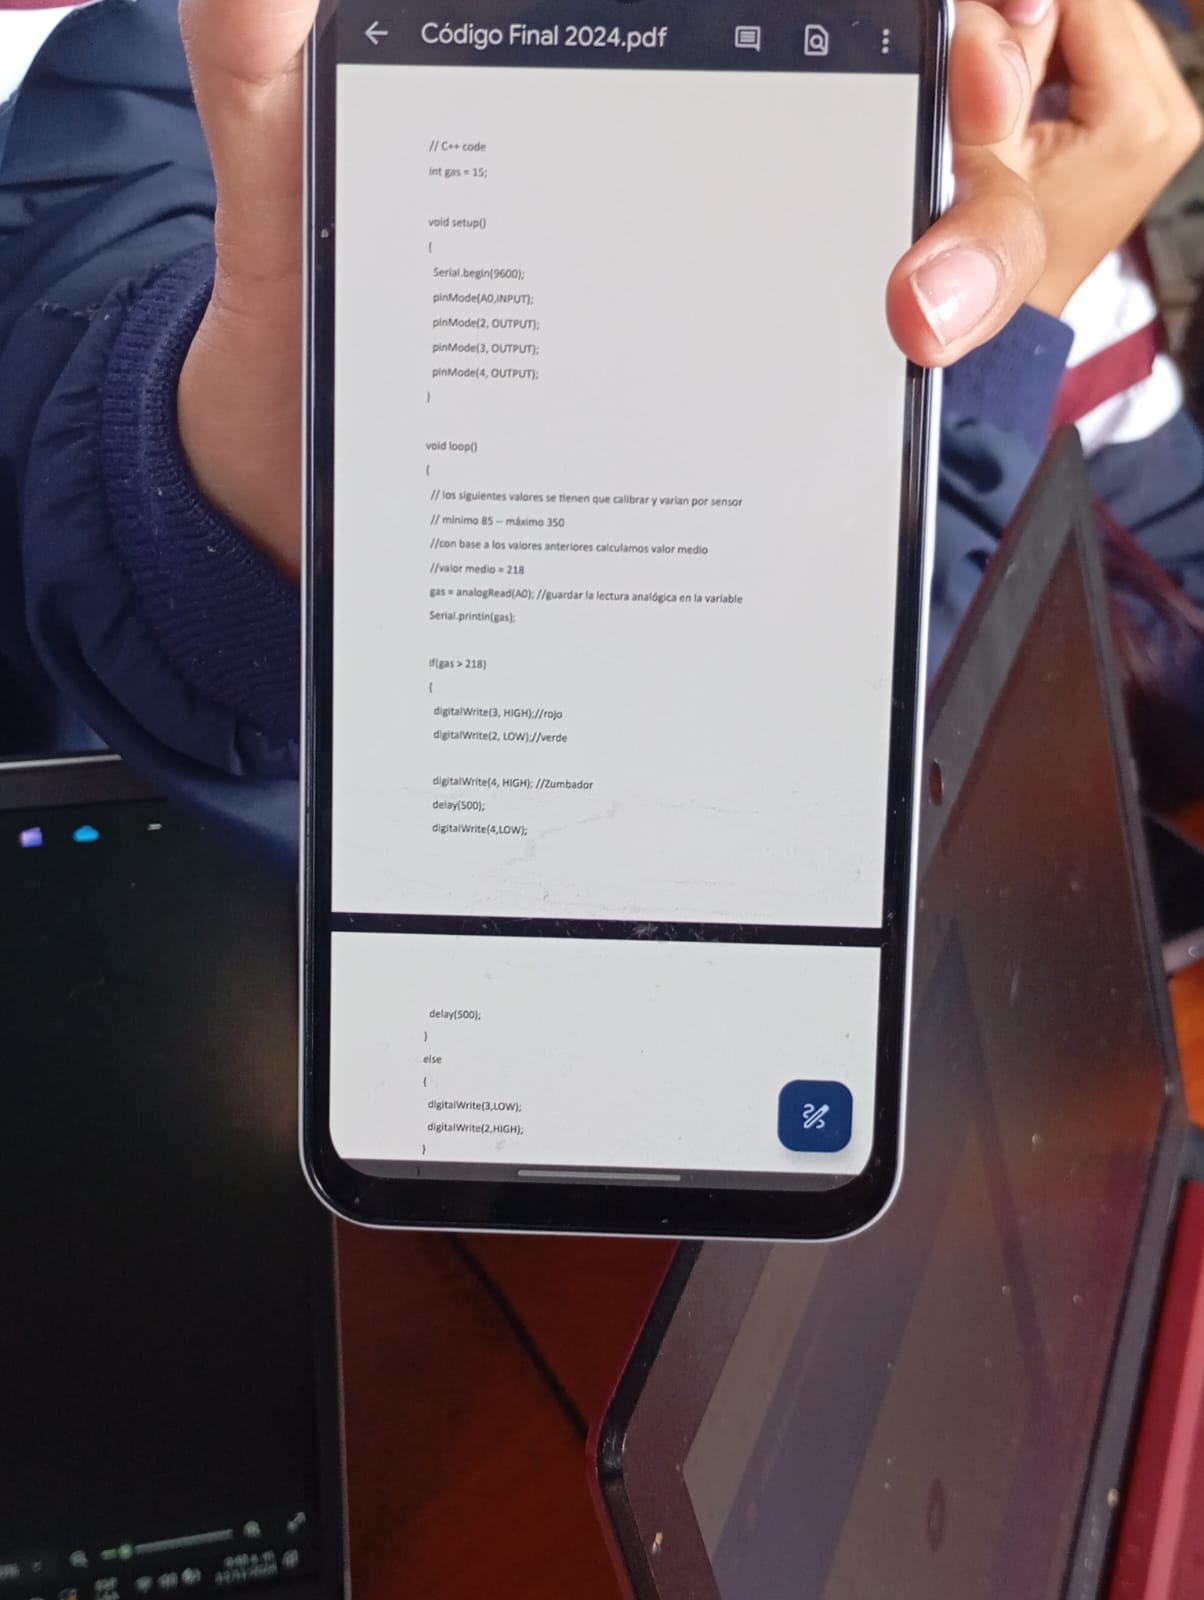 Código Final 2024.pdf
// C++ code
int gas = 15;
void setup()
{
Serial.begin(9600);
pinMode(A0,INPUT);
pinMode(2, OUTPUT);
pinMode(3, OUTPUT);
pinMode(4, OUTPUT);
}
void loop()
{
// los siguientes valores se tienen que calibrar y varian por sensor
// minimo 85 – máximo 350
//con base a los valores anteriores calculamos valor medio
//valor medio = 218
gas = analogRead(A0); //guardar la lectura analógica en la variable
Serial.println(gas);
if(gas > 218)
{
digitalWrite(3, HIGH);//rojo
digitalWrite(2, LOW);//verde
digitalWrite(4, HIGH); //Zumbador
delay(500);
digitalWrite(4,LOW);
delay(500);
}
else
{
digitalWrite(3,LOW);
digitalWrite(2,HIGH);
}
}